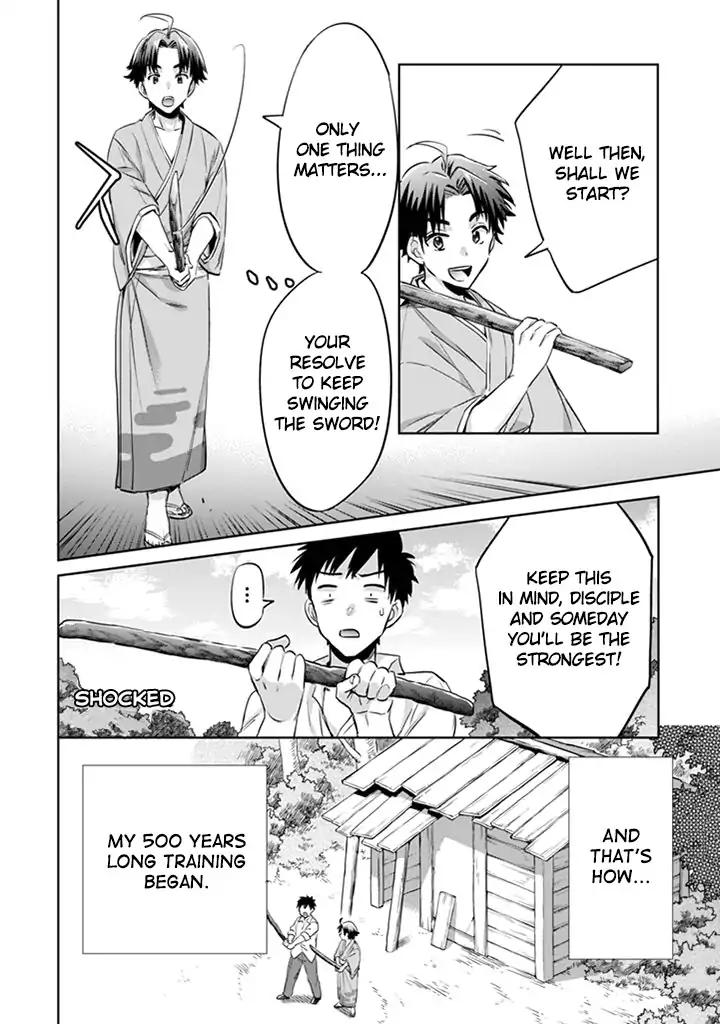 WELL THEN,
SHALL WE
START?
ONLY
ONE THING
MATTERS...
YOUR
RESOLVE
TO KEEP
SWINGING
THE SWORD!
KEEP THIS
IN MIND, DISCIPLE
AND SOMEDAY
YOU'LL BE THE
STRONGEST!
...
SHOCKED
AND
THAT'S
HOW...
MY 500 YEARS
LONG TRAINING
BEGAN.